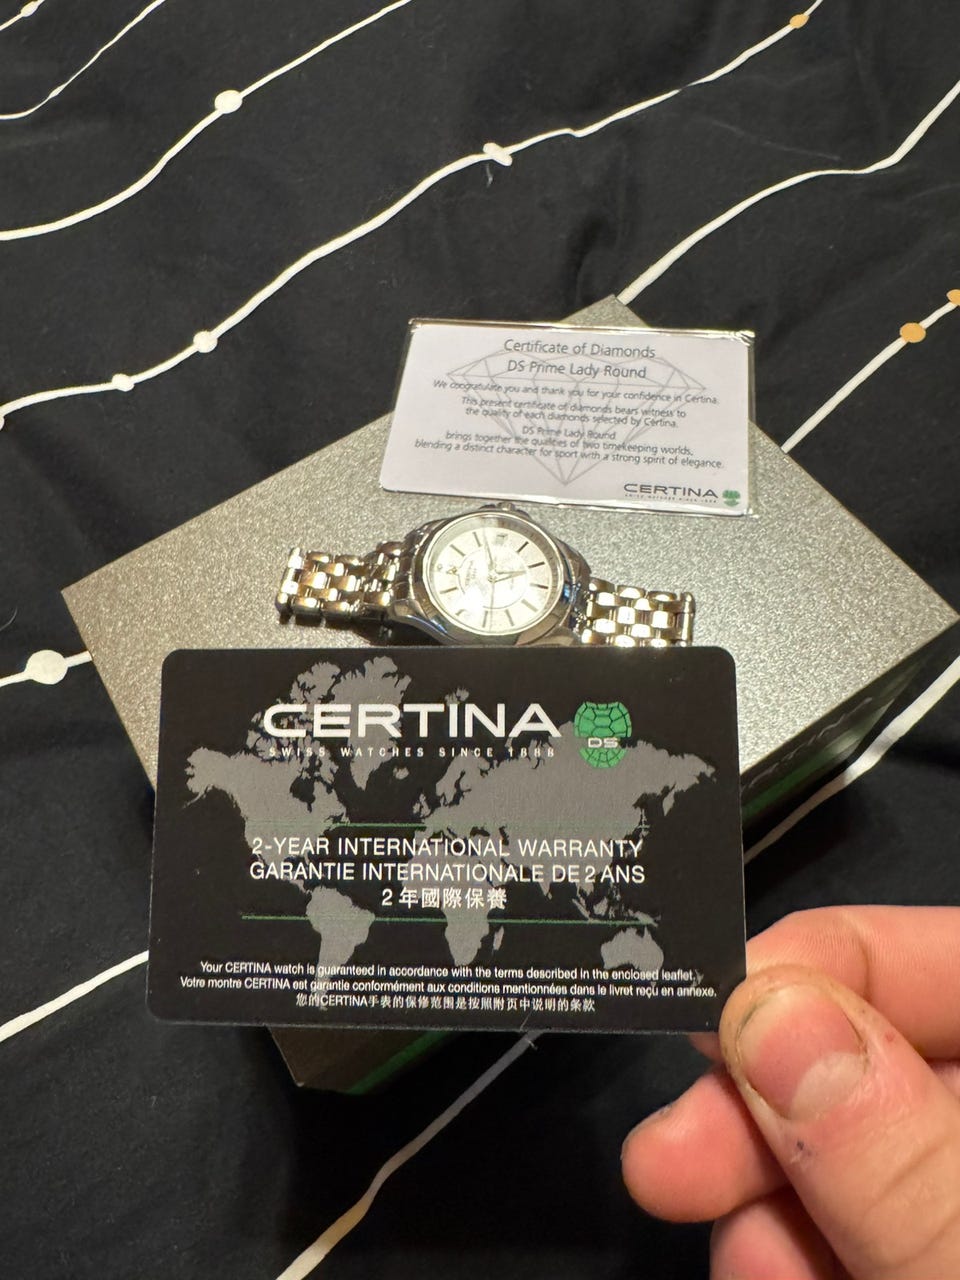 Certificate of Diamonds
DS Prime Lady Round
We congratulate you and thank you for your confidence in Certina.
This present certificate of diamonds bears witness to
the quality of each diamonds selected by Certina.
DS Prime Lady Round
brings together the qualities of two timekeeping worlds,
blending a distinct character for sport with a strong spirit of elegance.
CERTINA
SWISS WATCHES SINCE 1888
CERTINA
DS
SWISS WATCHES SINCE 1888
2-YEAR INTERNATIONAL WARRANTY
GARANTIE INTERNATIONALE DE 2 ANS
2年國際保養
Your CERTINA watch is guaranteed in accordance with the terms described in the enclosed leaflet.
Votre montre CERTINA est garantie conformément aux conditions mentionnées dans le livret reçu en annexe.
您的CERTINA手表的保修范围是按照附页中说明的条款